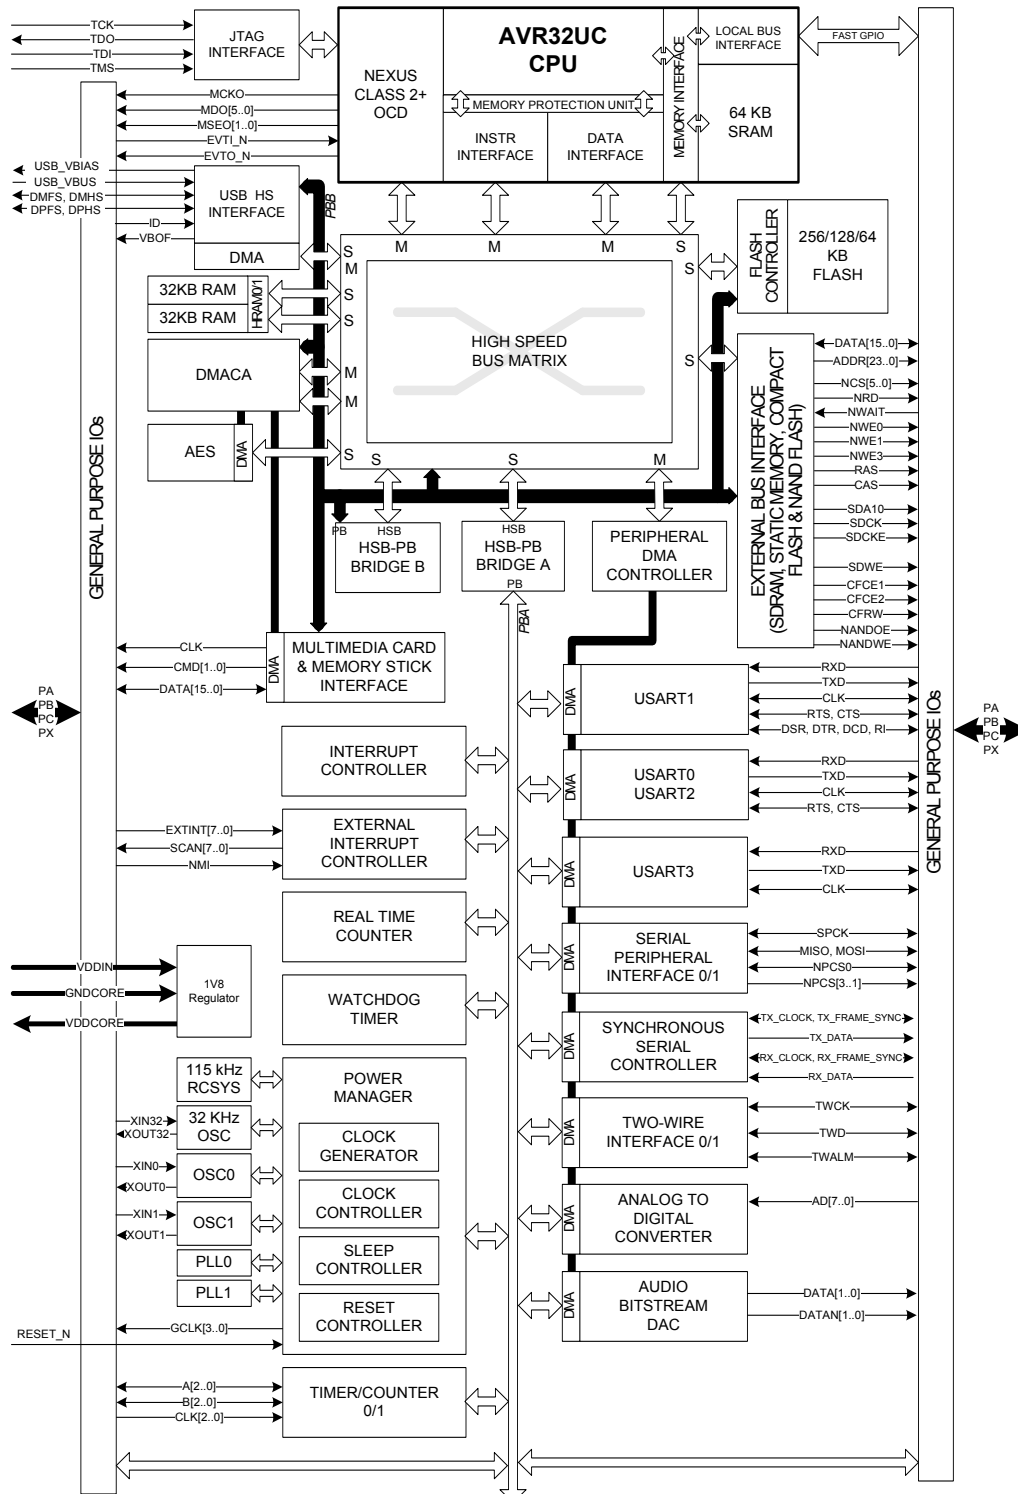 TCK
TDO
TDI
TMS
JTAG
INTERFACE
NEXUS
CLASS 2+
OCD
AVR32UC
CPU
MEMORY PROTECTION UNIT
INSTR
INTERFACE
DATA
INTERFACE
MEMORY INTERFACE
LOCAL BUS
INTERFACE
64 KB
SRAM
FAST GPIO
MCKO
MDO[5..0]
MSEO[1..0]
EVTI_N
EVTO_N
USB_VBIAS
USB_VBUS
DMFS, DMHS
DPFS, DPHS
ID
VBOF
USB HS
INTERFACE
DMA
PBB
32KB RAM
32KB RAM
HRAM0/1
DMACA
AES
DMA
M
M
M
S
S
M
S
S
M
M
S
S
S
S
S
M
HIGH SPEED
BUS MATRIX
FLASH
CONTROLLER
256/128/64
KB
FLASH
EXTERNAL BUS INTERFACE
(SDRAM, STATIC MEMORY, COMPACT
FLASH & NAND FLASH)
DATA[15..0]
ADDR[23..0]
NCS[5..0]
NRD
NWAIT
NWE0
NWE1
NWE3
RAS
CAS
SDA10
SDCK
SDCKE
SDWE
CFCE1
CFCE2
CFRW
NANDOE
NANDWE
PB
HSB
HSB-PB
BRIDGE B
HSB
HSB-PB
BRIDGE A
PB
PBA
PERIPHERAL
DMA
CONTROLLER
GENERAL PURPOSE IOs
GENERAL PURPOSE IOs
PA
PB
PC
PX
PA
PB
PC
PX
CLK
CMD[1..0]
DATA[15..0]
DMA
MULTIMEDIA CARD
& MEMORY STICK
INTERFACE
INTERRUPT
CONTROLLER
EXTINT[7..0]
SCAN[7..0]
NMI
EXTERNAL
INTERRUPT
CONTROLLER
REAL TIME
COUNTER
WATCHDOG
TIMER
VDDIN
GNDCORE
VDDCORE
1V8
Regulator
115 kHz
RCSYS
XIN32
XOUT32
32 KHz
OSC
XIN0
XOUT0
OSC0
XIN1
XOUT1
OSC1
PLL0
PLL1
POWER
MANAGER
CLOCK
GENERATOR
CLOCK
CONTROLLER
SLEEP
CONTROLLER
RESET
CONTROLLER
GCLK[3..0]
RESET_N
A[2..0]
B[2..0]
CLK[2..0]
TIMER/COUNTER
0/1
DMA
USART1
RXD
TXD
CLK
RTS, CTS
DSR, DTR, DCD, RI
DMA
USART0
USART2
RXD
TXD
CLK
RTS, CTS
DMA
USART3
RXD
TXD
CLK
DMA
SERIAL
PERIPHERAL
INTERFACE 0/1
SPCK
MISO, MOSI
NPCS0
NPCS[3..1]
DMA
SYNCHRONOUS
SERIAL
CONTROLLER
TX_CLOCK, TX_FRAME_SYNC
TX_DATA
RX_CLOCK, RX_FRAME_SYNC
RX_DATA
DMA
TWO-WIRE
INTERFACE 0/1
TWCK
TWD
TWALM
DMA
ANALOG TO
DIGITAL
CONVERTER
AD[7..0]
DMA
AUDIO
BITSTREAM
DAC
DATA[1..0]
DATAN[1..0]